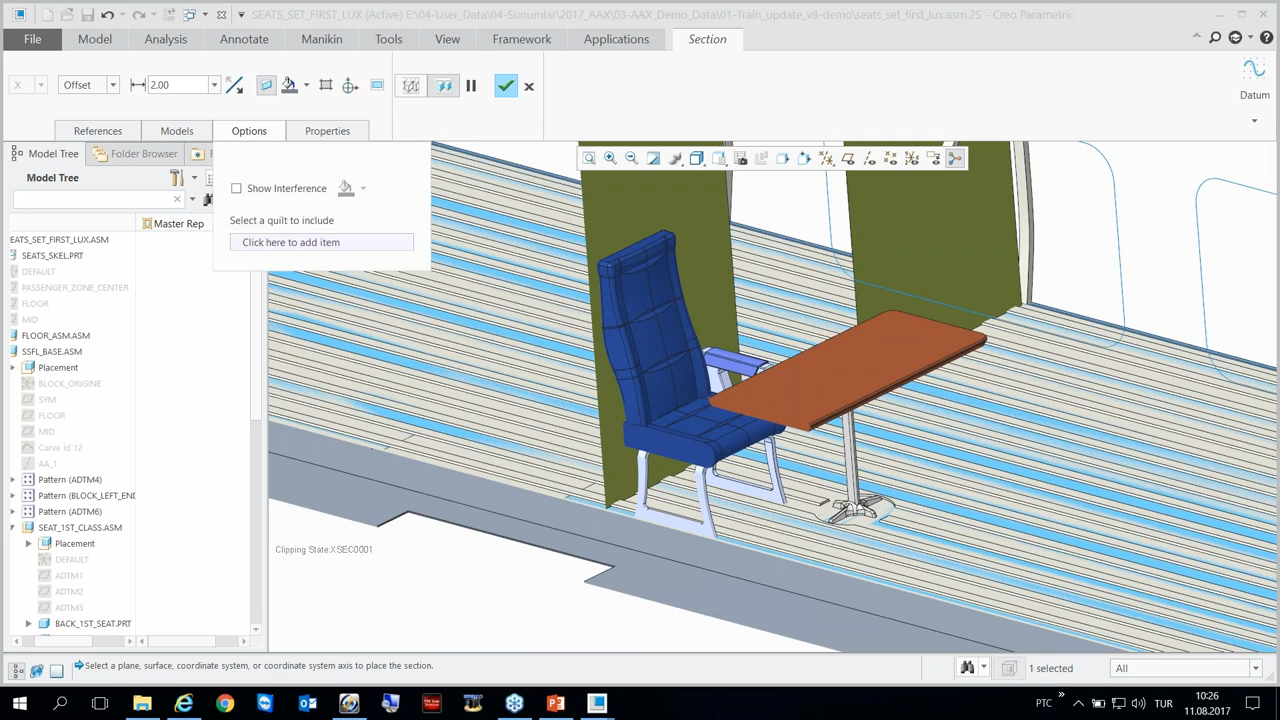 SEATS_SET_FIRST_LUX (Active) E:\04-User_Data\04-Sunumlar\2017_AAX\03-AAX_Demo_Data\01-Train_update_v8-demo\seats_set_first_lux.asm.25 - Creo Parametric
File Model Analysis Annotate Manikin Tools View Framework Applications Section
X Offset 2.00
Datum
References Models Options Properties
Model Tree Folder Browser
Model Tree
Show Interference
Select a quilt to include
Click here to add item
Master Rep
EATS_SET_FIRST_LUX.ASM
SEATS_SKEL.PRT
DEFAULT
PASSENGER_ZONE_CENTER
FLOOR
MID
FLOOR_ASM.ASM
SSFL_BASE.ASM
Placement
BLOCK_ORIGINE
SYM
FLOOR
MID
Curve id 12
AA_1
Pattern (ADTM4)
Pattern (BLOCK_LEFT_END
Pattern (ADTM6)
SEAT_1ST_CLASS.ASM
Placement
DEFAULT
ADTM1
ADTM2
ADTM3
BACK_1ST_SEAT.PRT
Clipping State:XSEC0001
Select a plane, surface, coordinate system, or coordinate system axis to place the section.
1 selected
All
PTC
TUR
10:26
11.08.2017